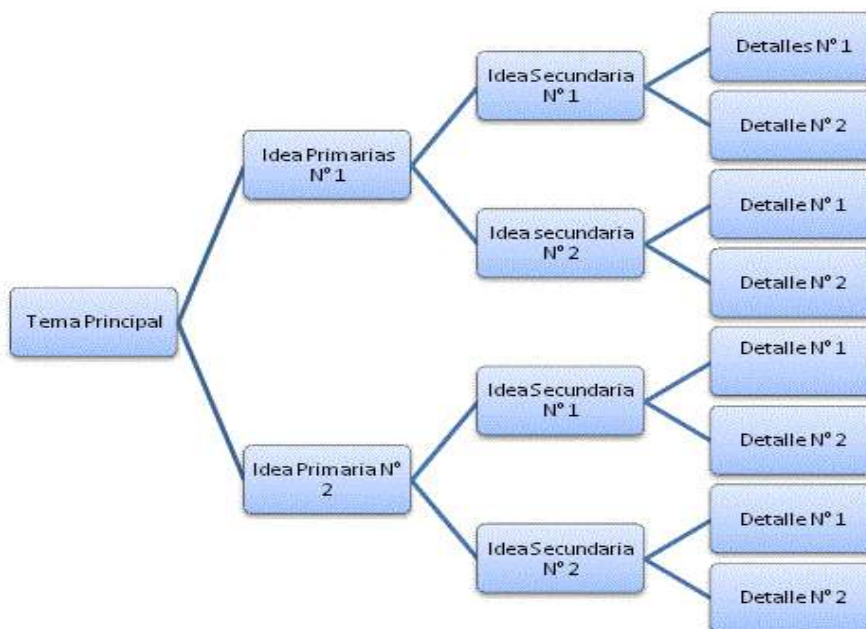 Detalles N° 1
Idea Secundaria
N° 1
Detalle N° 2
Idea Primarias
N° 1
Detalle N° 1
Idea secundaria
N° 2
Detalle N° 2
Tema Principal
Detalle N° 1
Idea Secundaria
N° 1
Detalle N° 2
Idea Primaria N°
2
Detalle N° 1
Idea Secundaria
N° 2
Detalle N° 2